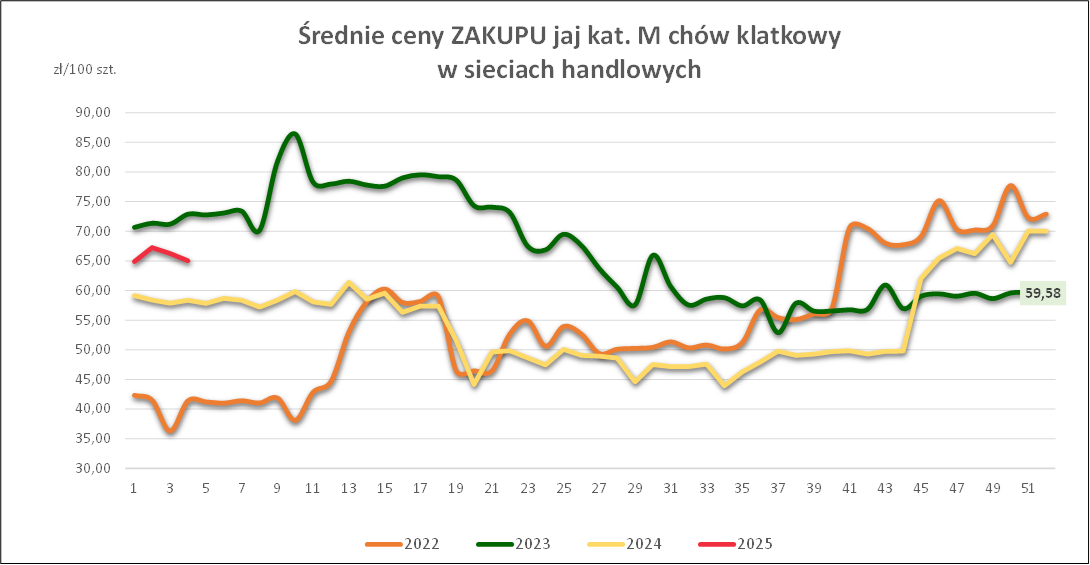 Średnie ceny ZAKUPU jaj kat. M chów klatkowy
w sieciach handlowych
zł/100 szt.
90,00
85,00
80,00
75,00
70,00
65,00
60,00
55,00
50,00
45,00
40,00
35,00
30,00
59,58
1 3 5 7 9 11 13 15 17 19 21 23 25 27 29 31 33 35 37 39 41 43 45 47 49 51
2022 2023 2024 2025